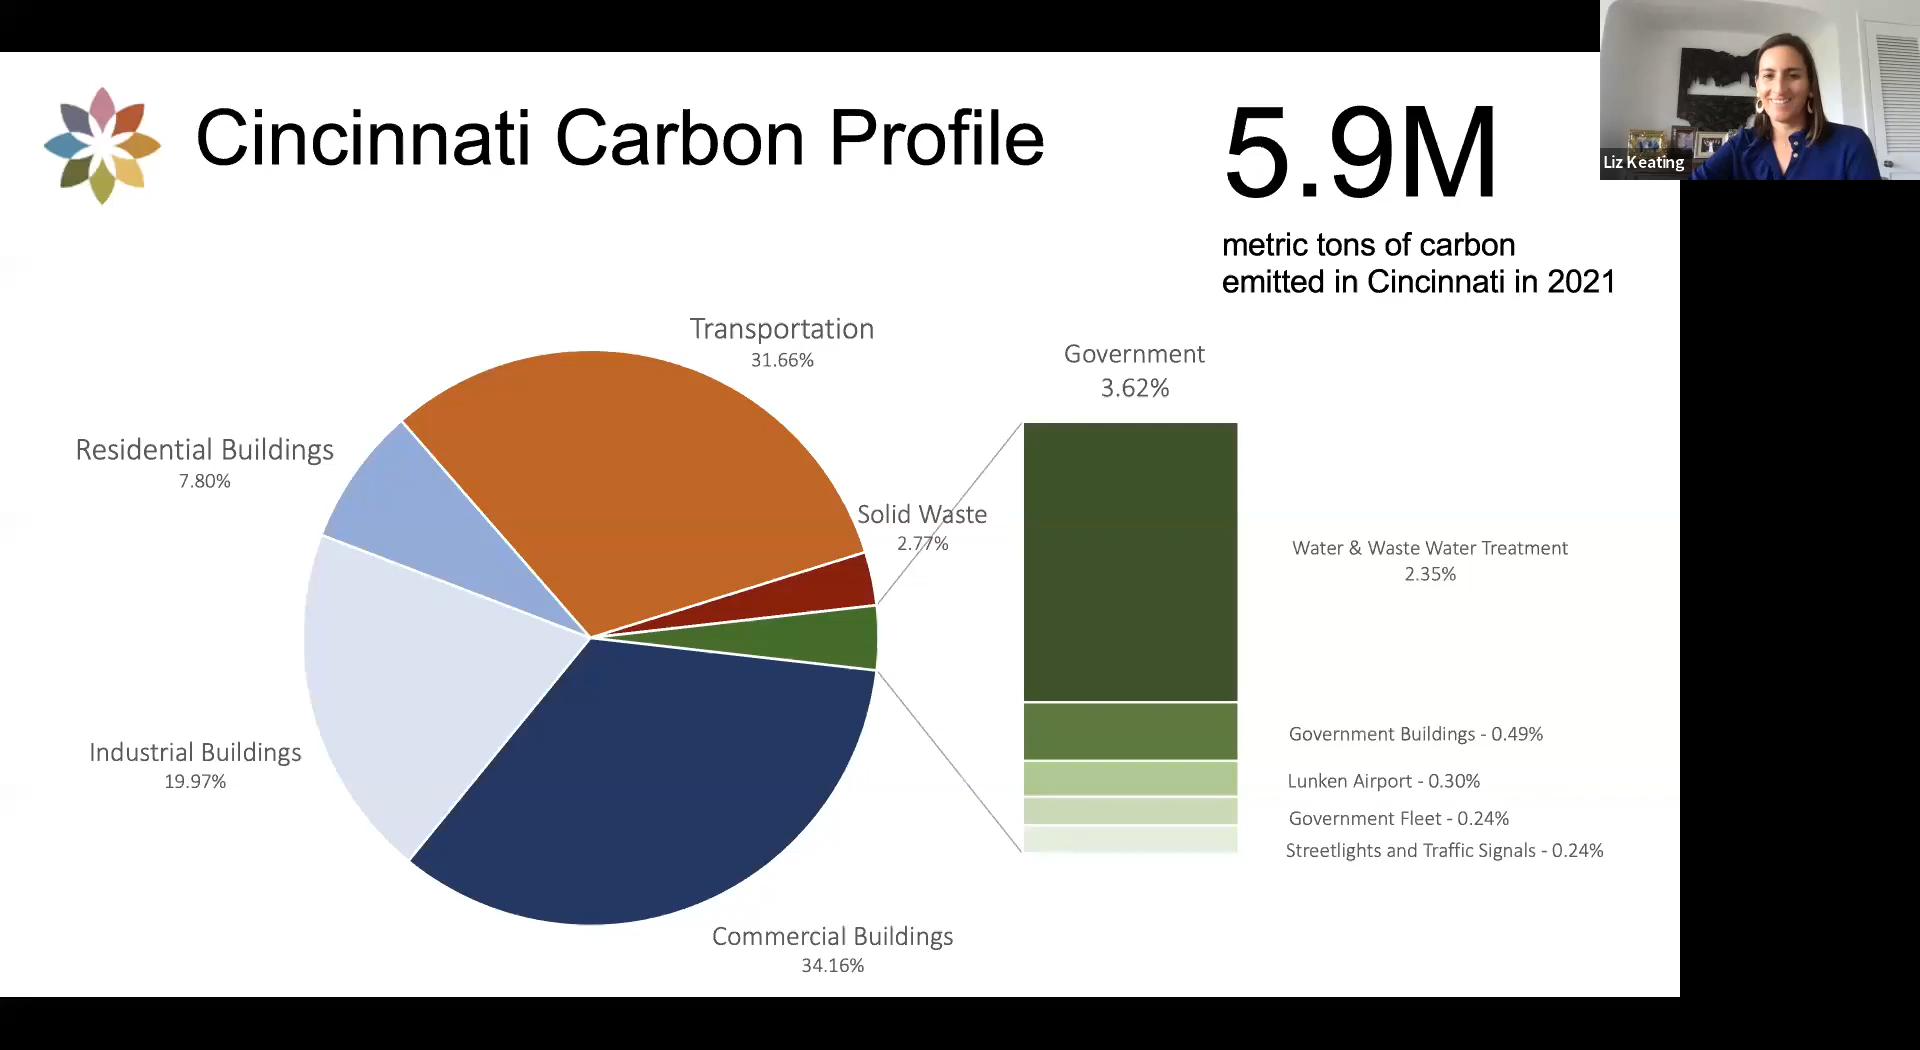 Cincinnati Carbon Profile
5.9M
metric tons of carbon
emitted in Cincinnati in 2021
Liz Keating
Transportation
31.66%
Government
3.62%
Residential Buildings
7.80%
Solid Waste
2.77%
Water & Waste Water Treatment
2.35%
Government Buildings - 0.49%
Industrial Buildings
19.97%
Lunken Airport - 0.30%
Government Fleet - 0.24%
Streetlights and Traffic Signals - 0.24%
Commercial Buildings
34.16%